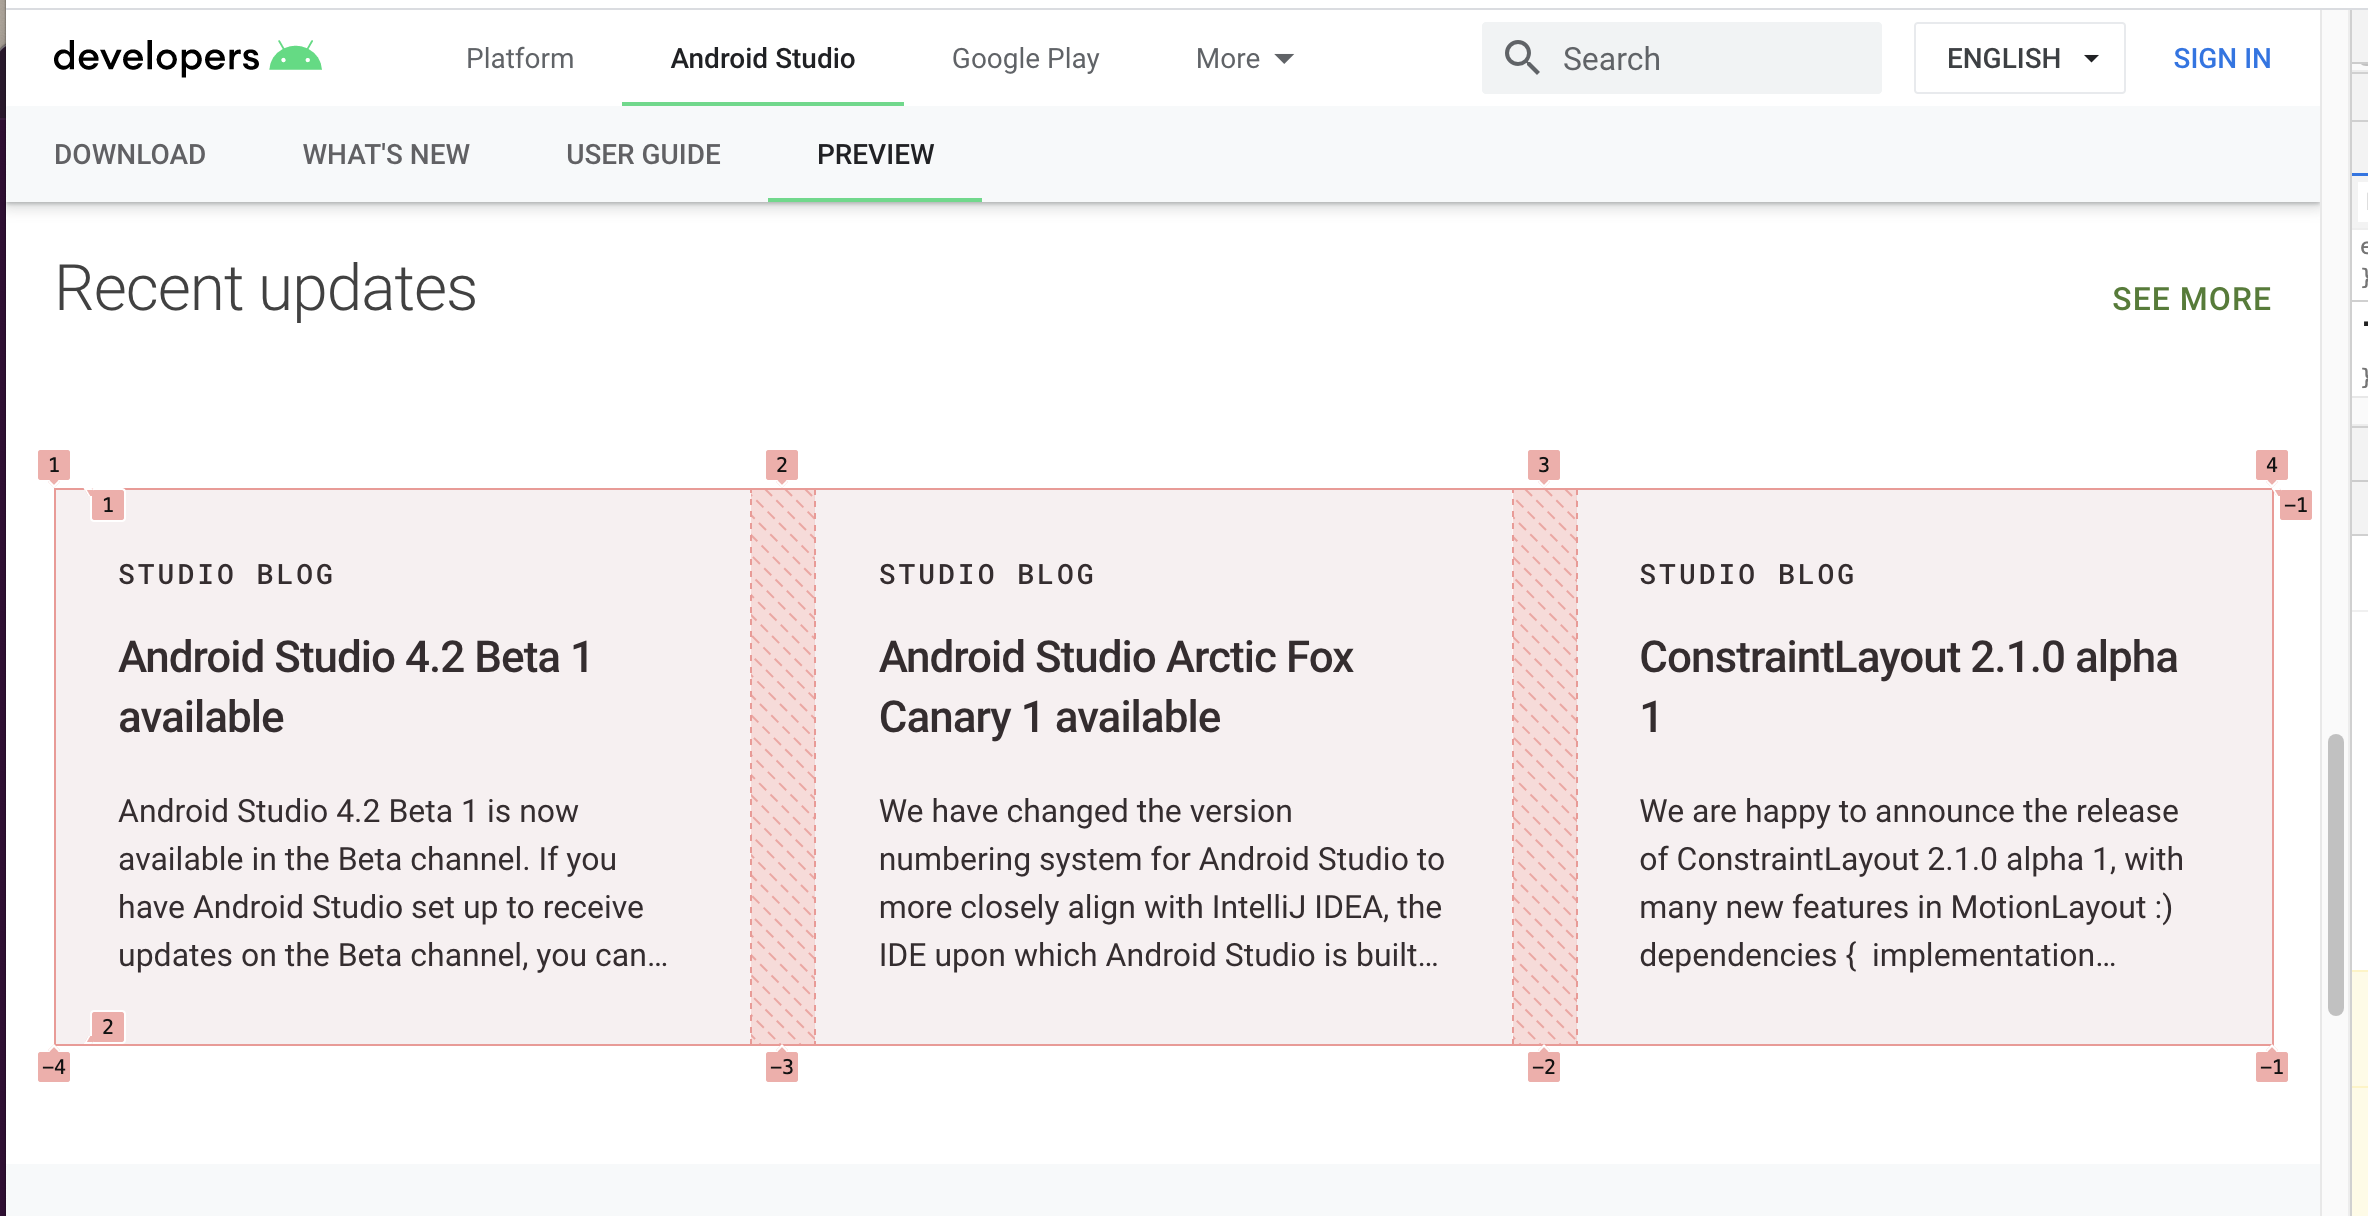 developers Platform Android Studio Google Play More Search ENGLISH SIGN IN
DOWNLOAD WHAT'S NEW USER GUIDE PREVIEW
Recent updates SEE MORE
1 2 3 4
1 −1
STUDIO BLOG
Android Studio 4.2 Beta 1
available
Android Studio 4.2 Beta 1 is now
available in the Beta channel. If you
have Android Studio set up to receive
updates on the Beta channel, you can...
STUDIO BLOG
Android Studio Arctic Fox
Canary 1 available
We have changed the version
numbering system for Android Studio to
more closely align with IntelliJ IDEA, the
IDE upon which Android Studio is built...
STUDIO BLOG
ConstraintLayout 2.1.0 alpha
1
We are happy to announce the release
of ConstraintLayout 2.1.0 alpha 1, with
many new features in MotionLayout :)
dependencies {  implementation...
2
−4 −3 −2 −1